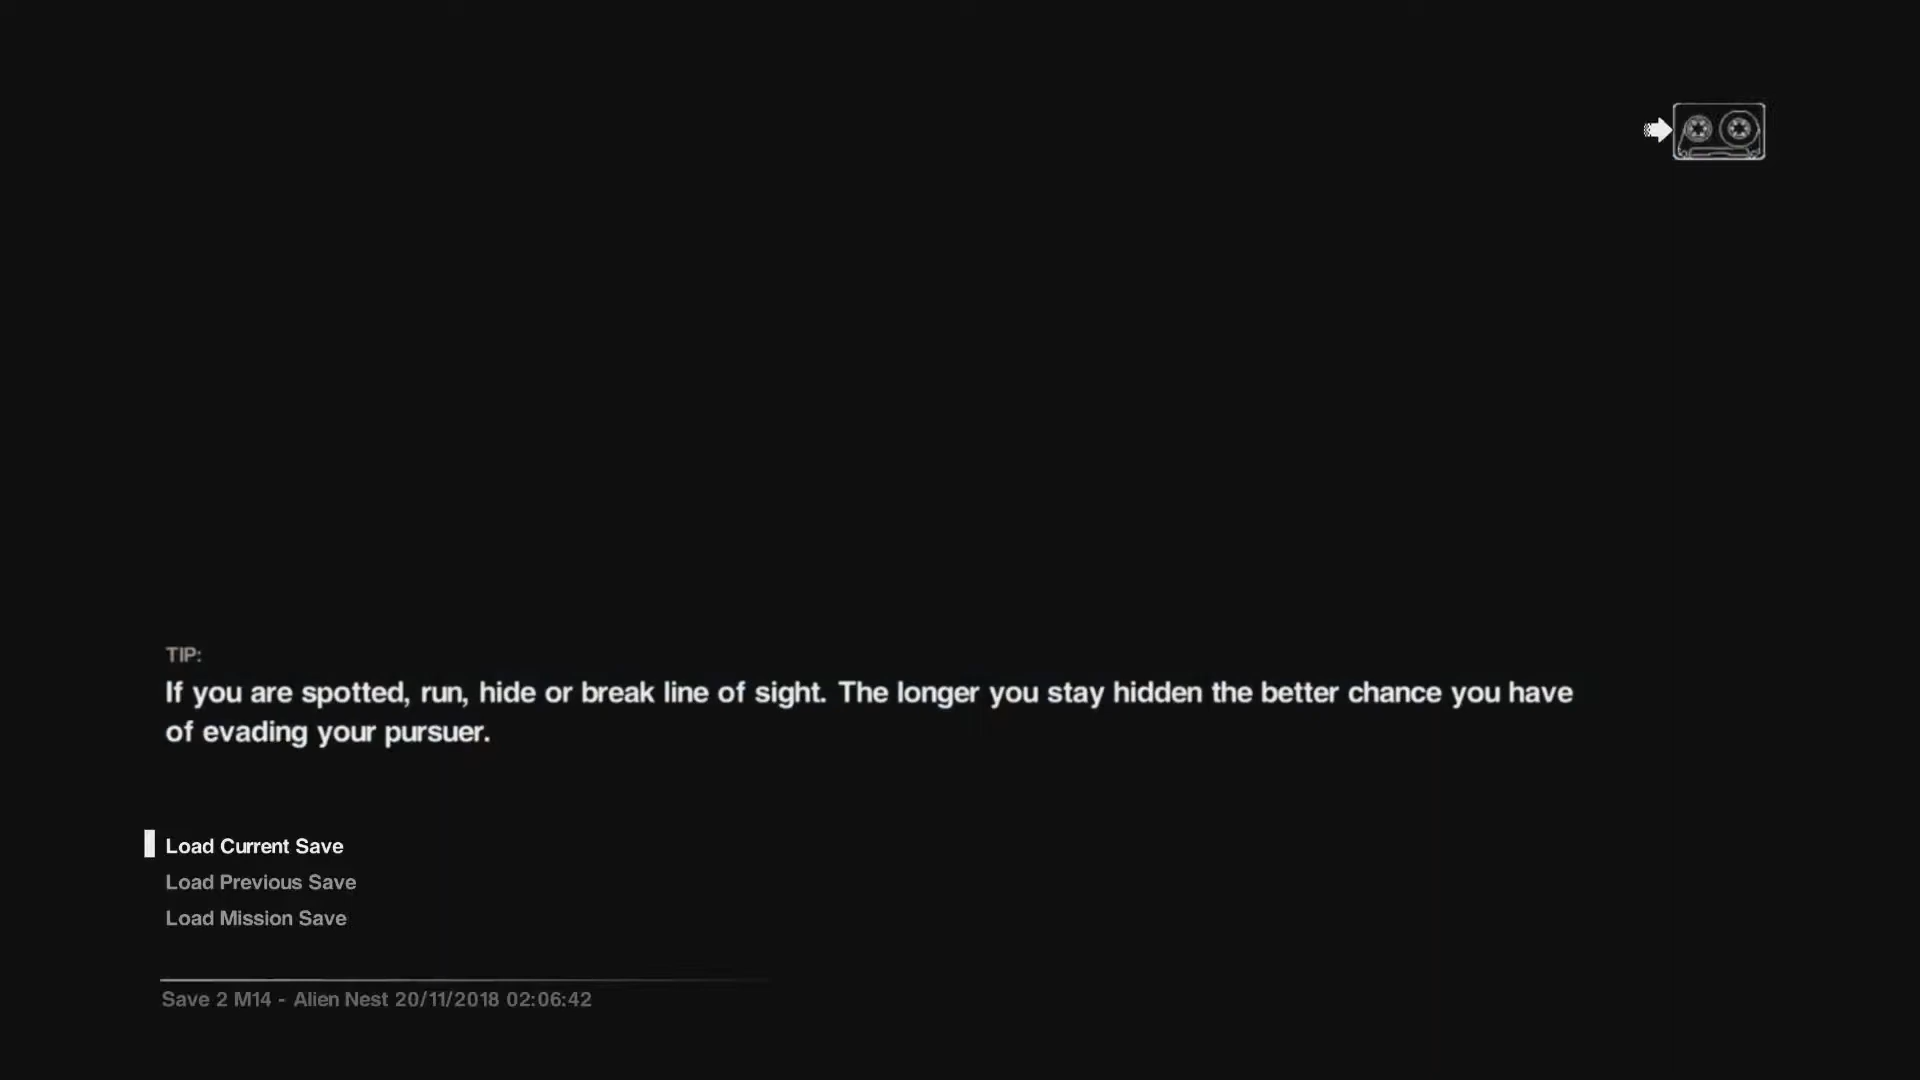 TIP:
If you are spotted, run, hide or break line of sight. The longer you stay hidden the better chance you have
of evading your pursuer.
Load Current Save
Load Previous Save
Load Mission Save
Save 2 M14 - Alien Nest 20/11/2018 02:06:42